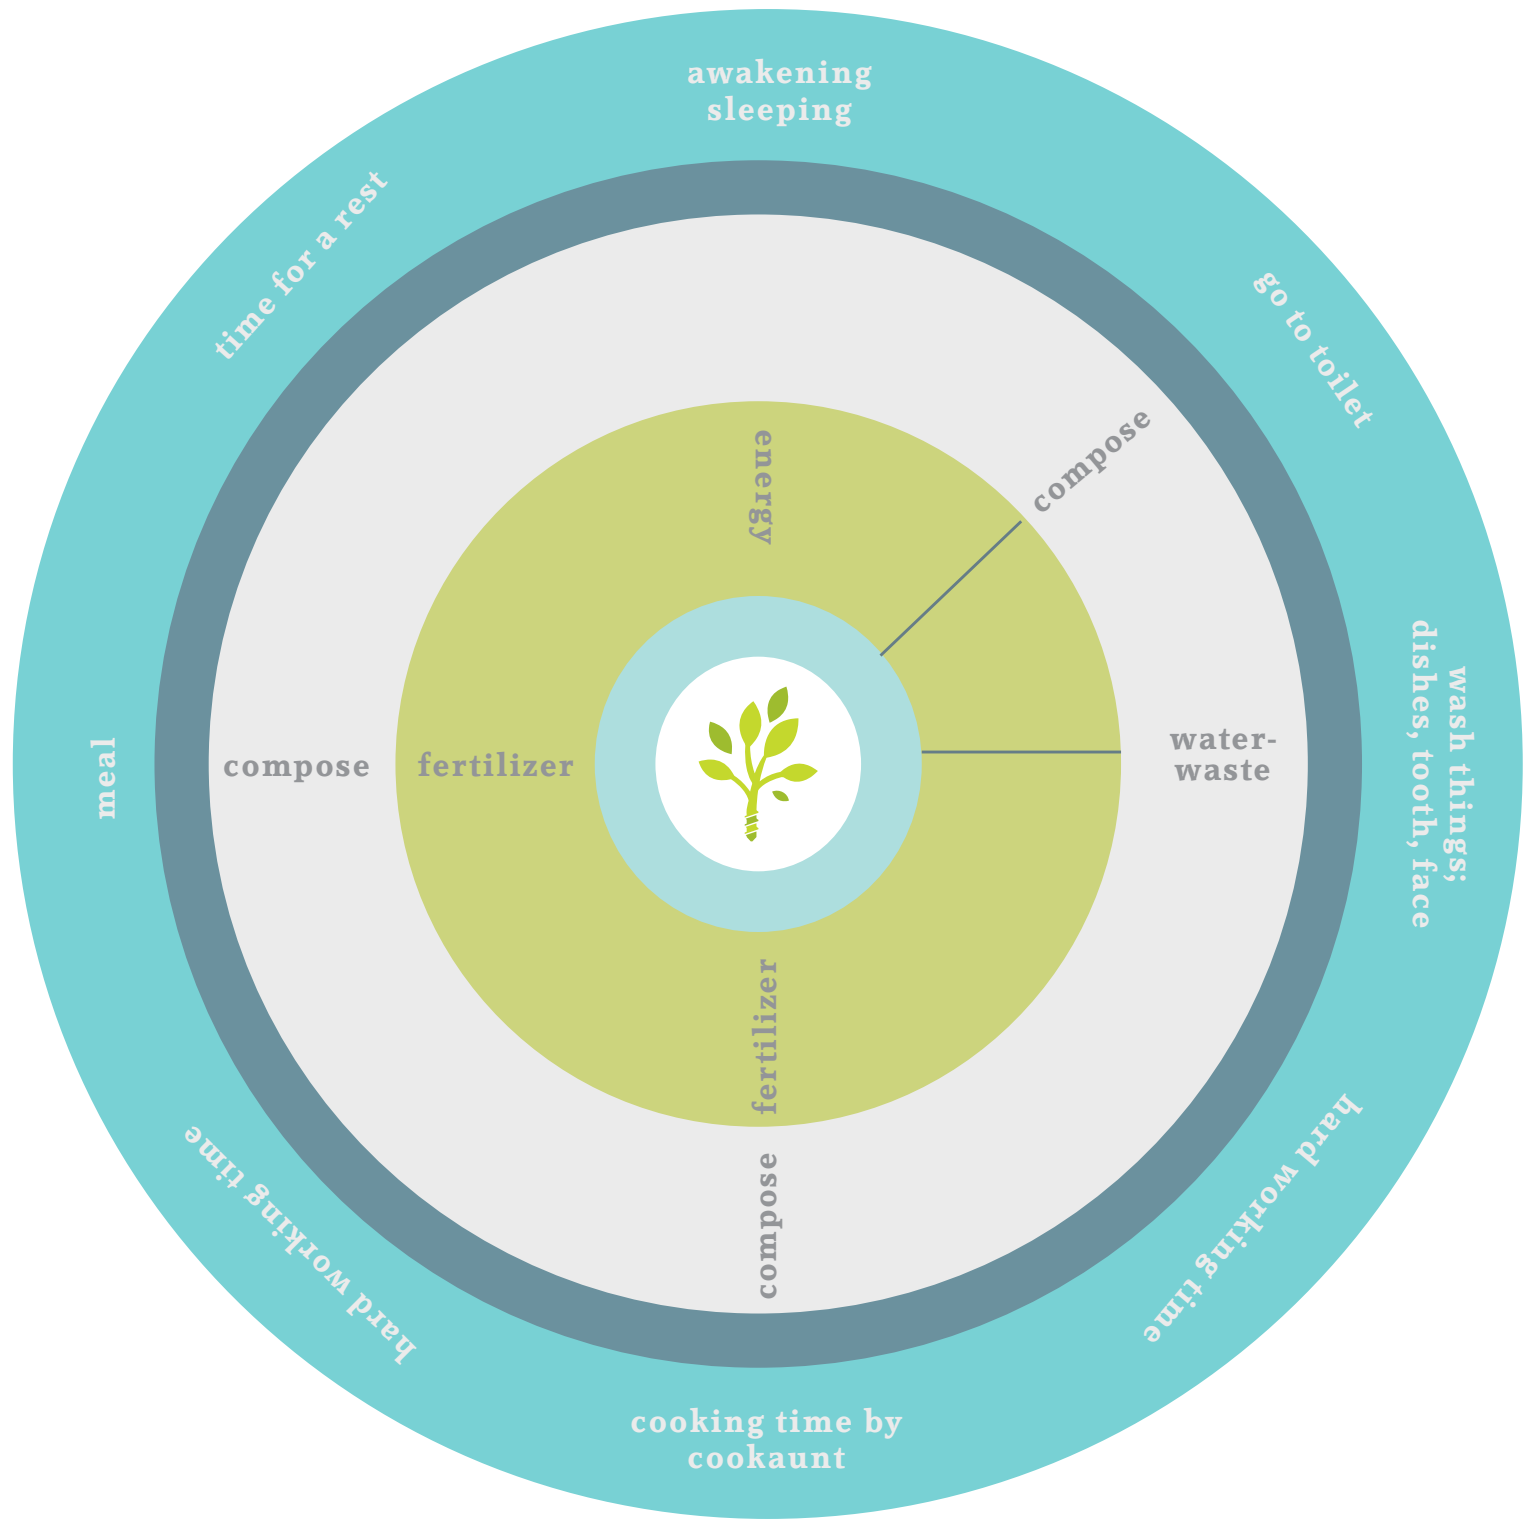 awakening
sleeping
time for a rest
go to toilet
compose
energy
wash things;
dishes, tooth, face
water-
waste
meal
compose
fertilizer
fertilizer
compose
hard working time
hard working time
cooking time by
cookaunt